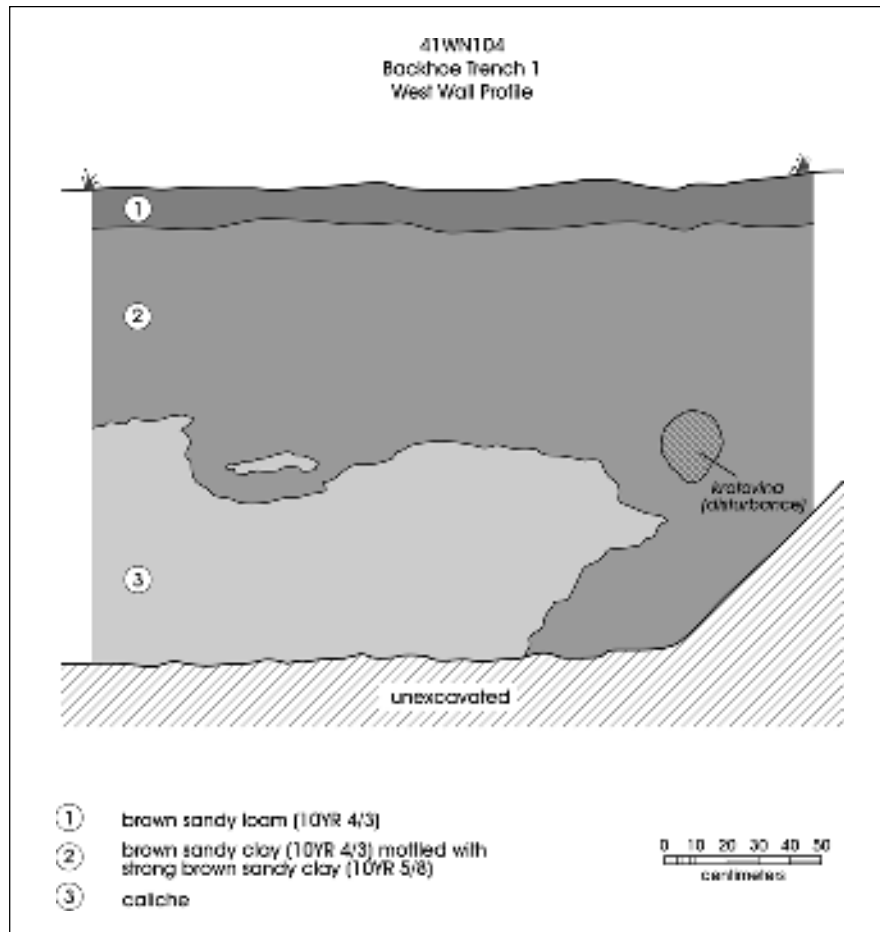 41WN104
Backhoe Trench 1
West Wall Profile
1
2
krotovina
(disturbance)
3
unexcavated
1 brown sandy loam (10YR 4/3)
2 brown sandy clay (10YR 4/3) mottled with
strong brown sandy clay (10YR 5/8)
3 caliche
0 10 20 30 40 50
centimeters